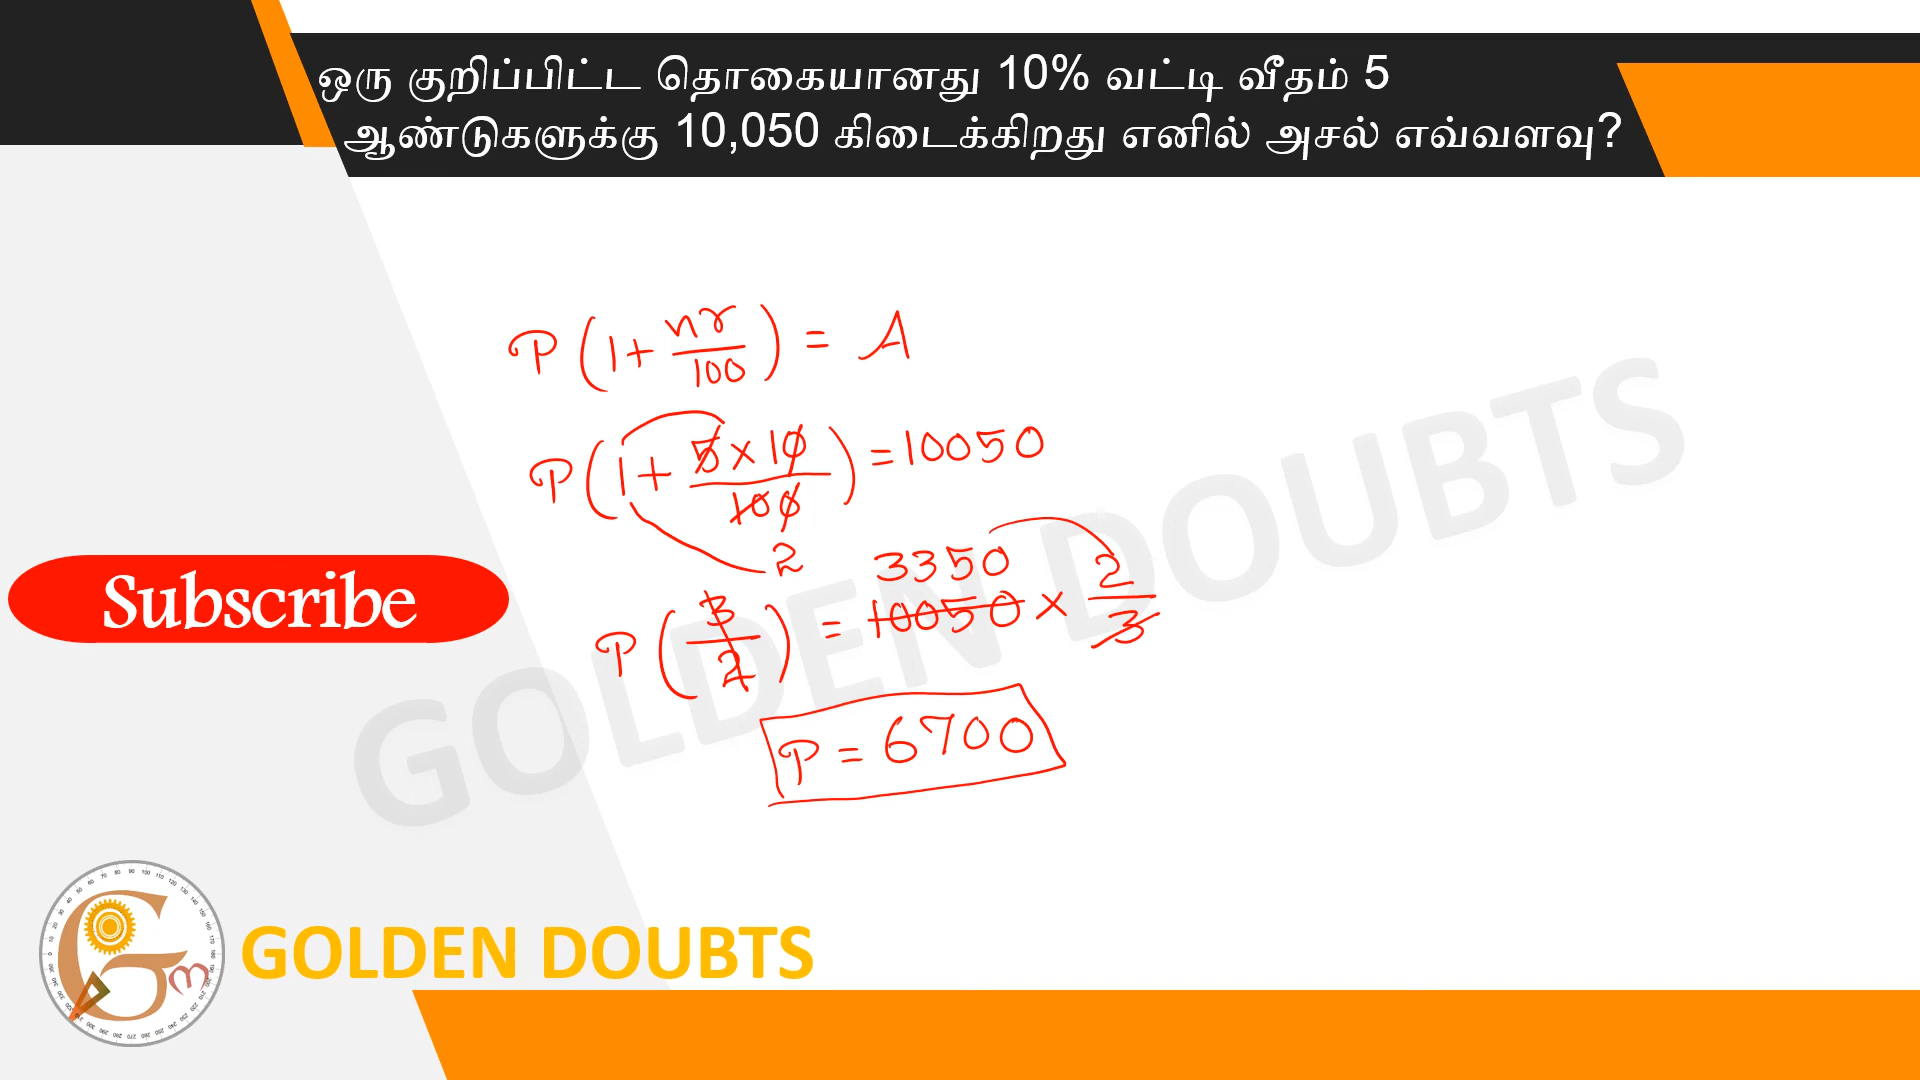 ஒரு குறிப்பிட்ட தொகையானது 10% வட்டி வீதம் 5
ஆண்டுகளுக்கு 10,050 கிடைக்கிறது எனில் அசல் எவ்வளவு?
P(1+nr/100) = A
P(1+5×10/100) = 10050
2
3350
P(3/2) = 10050 × 2/3
P = 6700
Subscribe
GOLDEN DOUBTS
Gm
GOLDEN DOUBTS